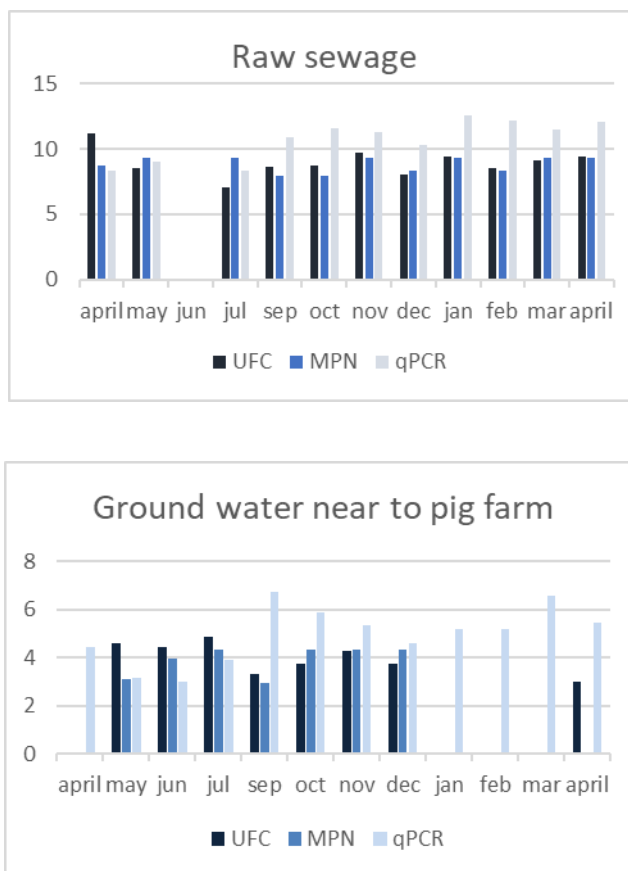 Raw sewage
15
10
5
0
april may jun jul sep oct nov dec jan feb mar april
UFC MPN qPCR
Ground water near to pig farm
8
6
4
2
0
april may jun jul sep oct nov dec jan feb mar april
UFC MPN qPCR